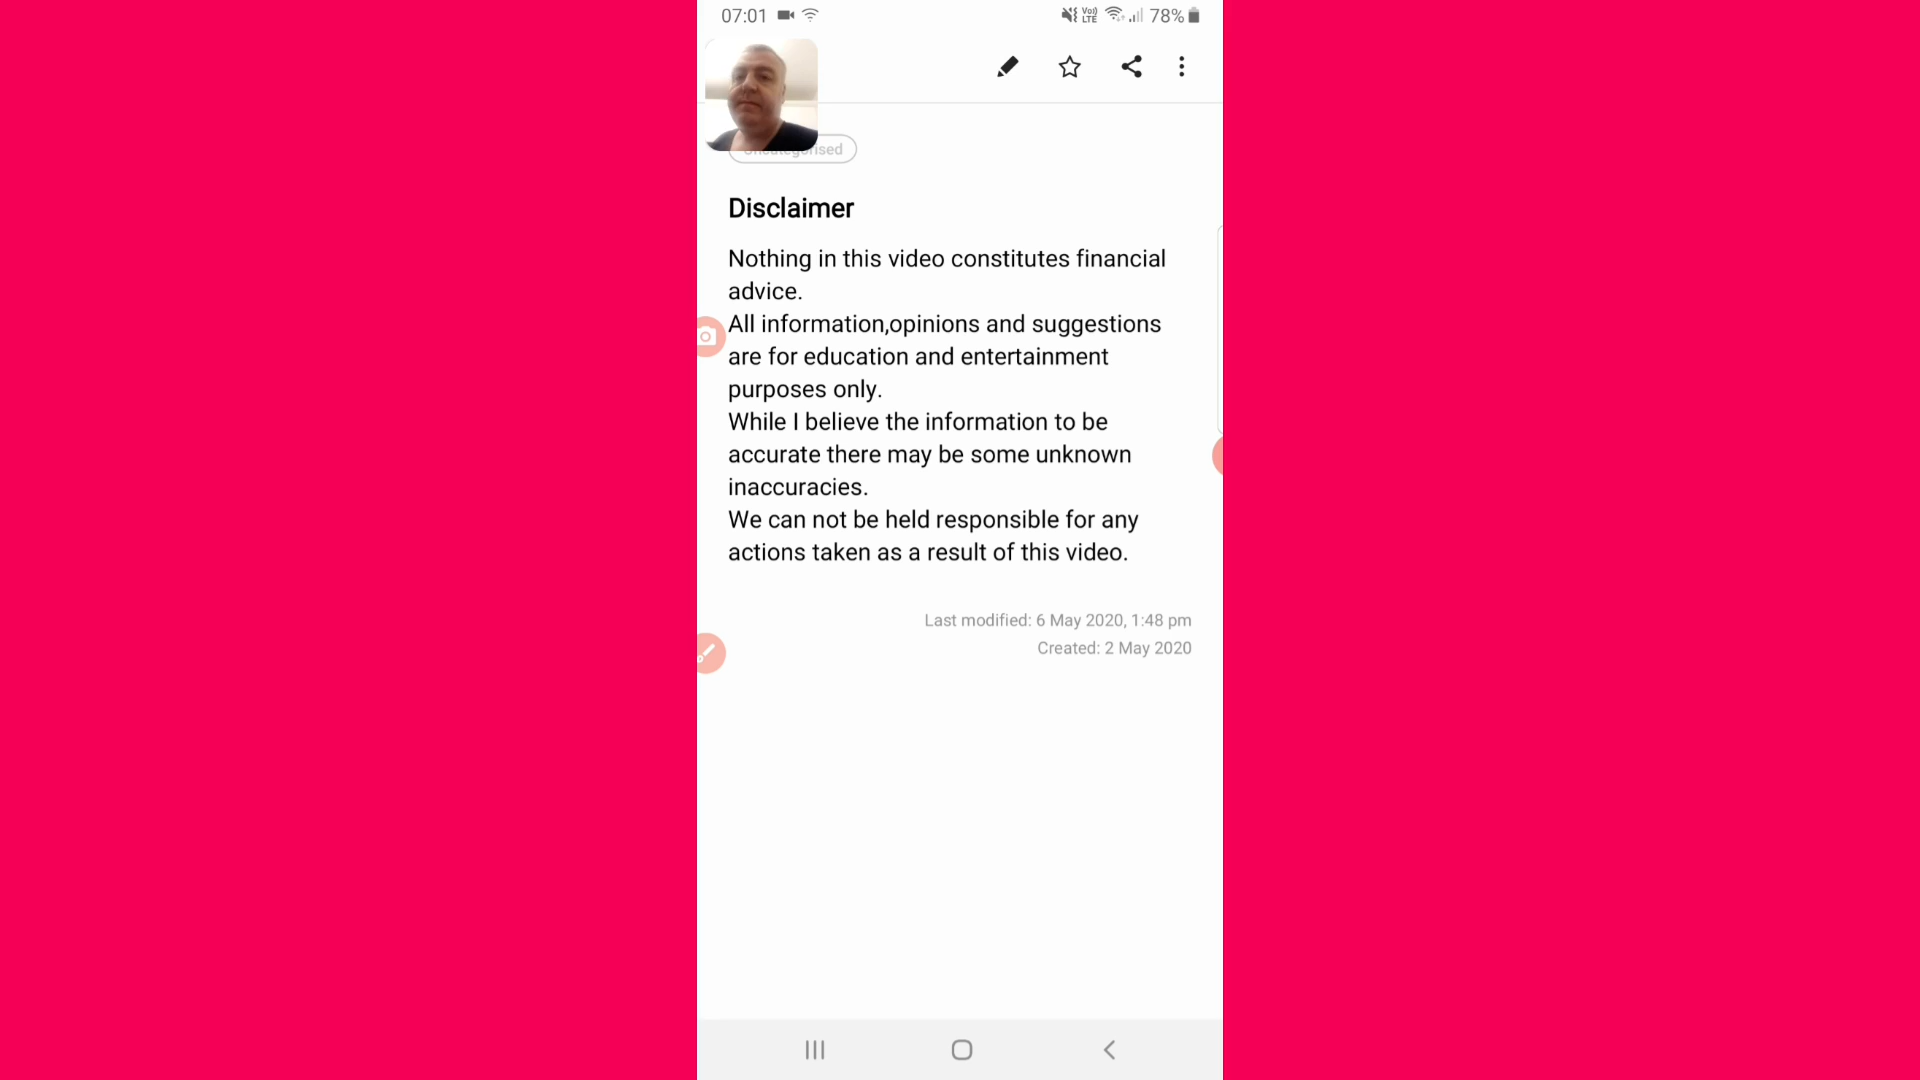 07:01
Vo)) LTE 78%
Disclaimer
Nothing in this video constitutes financial
advice.
All information,opinions and suggestions
are for education and entertainment
purposes only.
While I believe the information to be
accurate there may be some unknown
inaccuracies.
We can not be held responsible for any
actions taken as a result of this video.
Last modified: 6 May 2020, 1:48 pm
Created: 2 May 2020